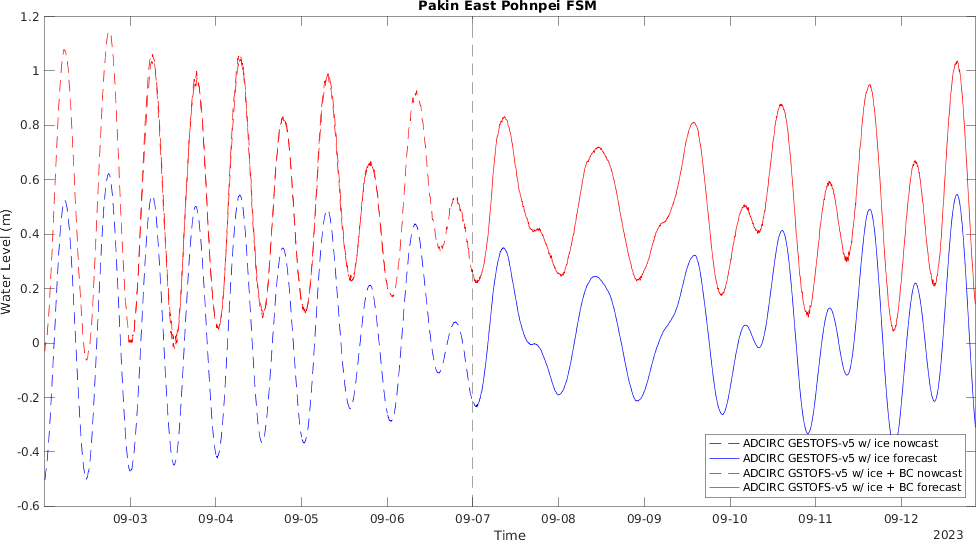 Pakin East Pohnpei FSM
1.2
1
0.8
0.6
0.4
0.2
0
-0.2
-0.4
-0.6
Water Level (m)
ADCIRC GESTOFS-v5 w/ ice nowcast
ADCIRC GESTOFS-v5 w/ ice forecast
ADCIRC GSTOFS-v5 w/ ice + BC nowcast
ADCIRC GSTOFS-v5 w/ ice + BC forecast
09-03 09-04 09-05 09-06 09-07 09-08 09-09 09-10 09-11 09-12
Time
2023